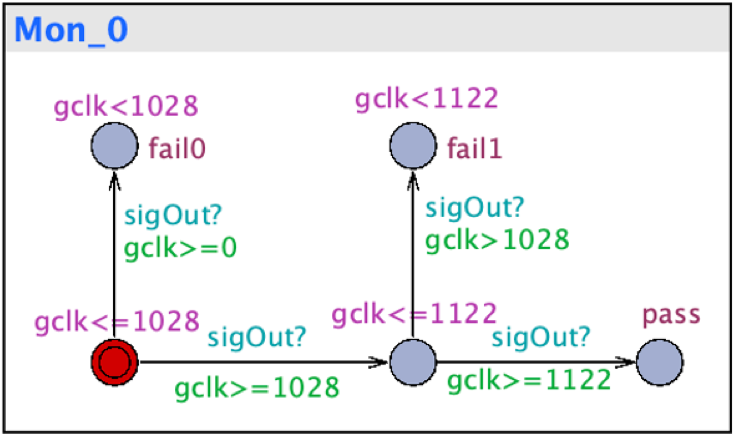 Mon_0
gclk<1028
gclk<1122
fail0
fail1
sigOut?
gclk>=0
sigOut?
gclk>1028
gclk<=1028
gclk<=1122
pass
sigOut?
gclk>=1028
sigOut?
gclk>=1122